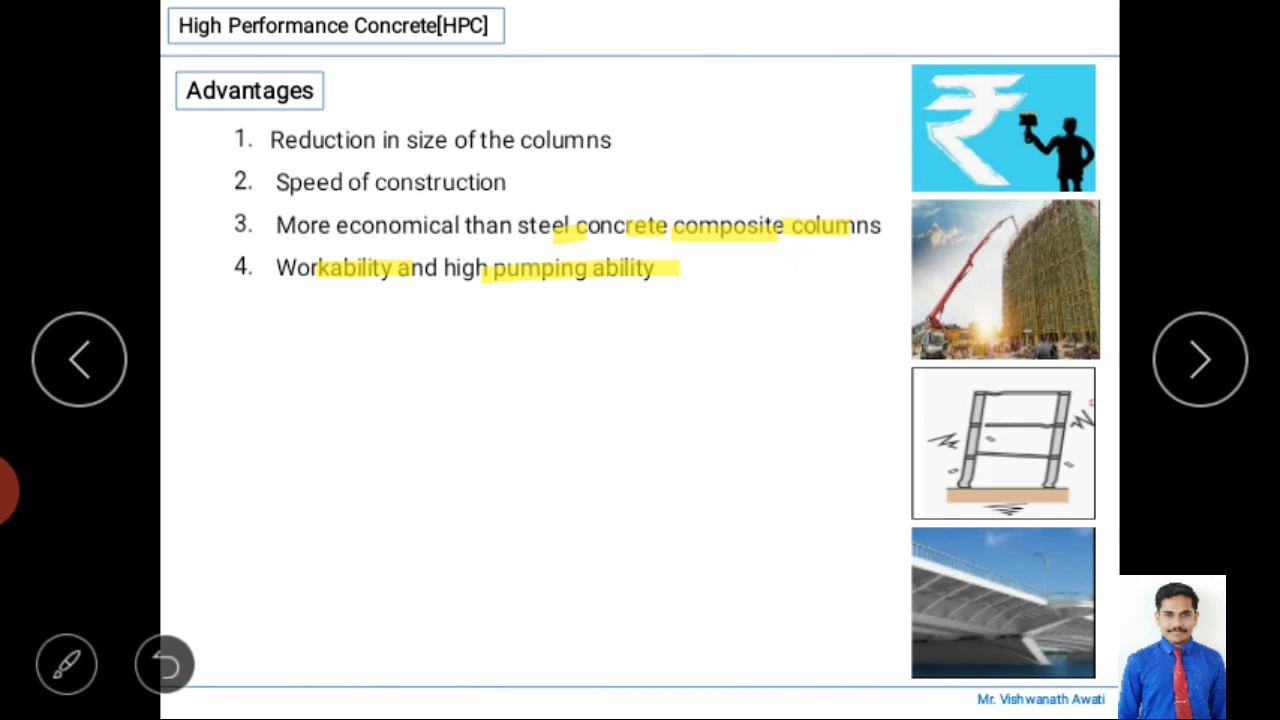 High Performance Concrete[HPC]
Advantages
1. Reduction in size of the columns
2. Speed of construction
3. More economical than steel concrete composite columns
4. Workability and high pumping ability
Mr. Vishwanath Awati